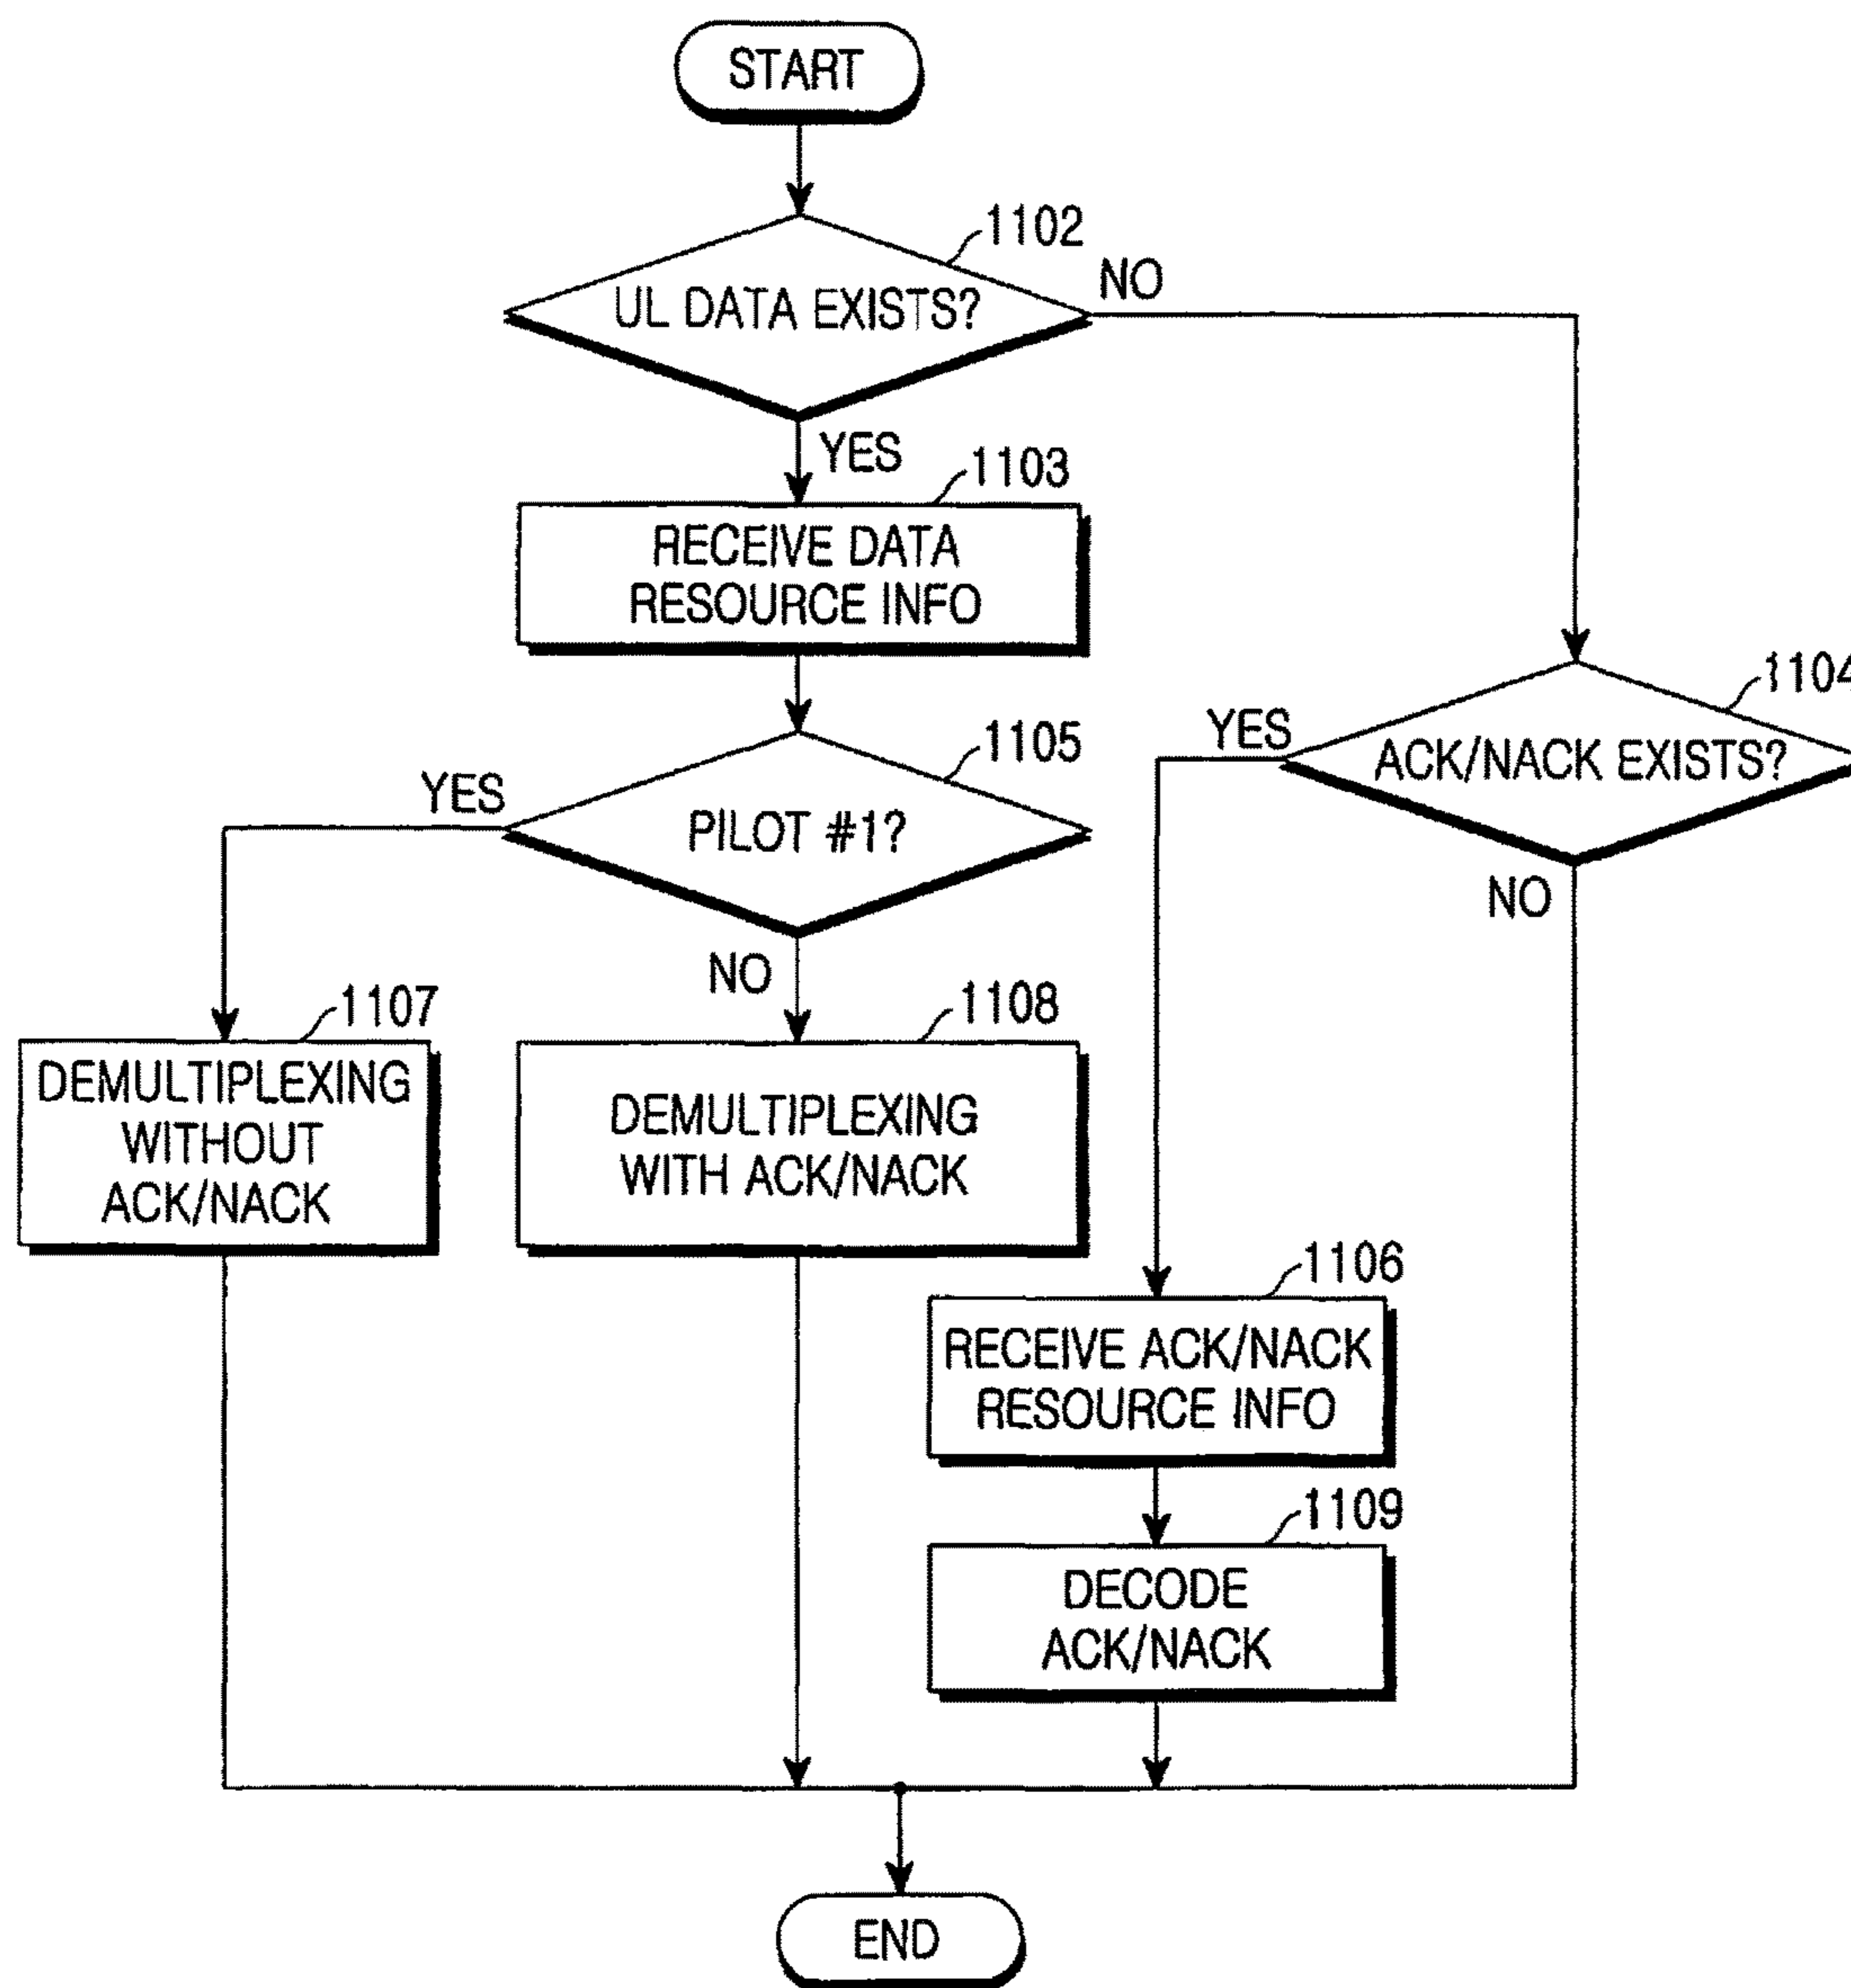 START
1102
UL DATA EXISTS?
NO
YES
1103
RECEIVE DATA
RESOURCE INFO
1104
YES
ACK/NACK EXISTS?
NO
1105
YES
PILOT #1?
NO
1107
DEMULTIPLEXING
WITHOUT
ACK/NACK
1108
DEMULTIPLEXING
WITH ACK/NACK
1106
RECEIVE ACK/NACK
RESOURCE INFO
1109
DECODE
ACK/NACK
END